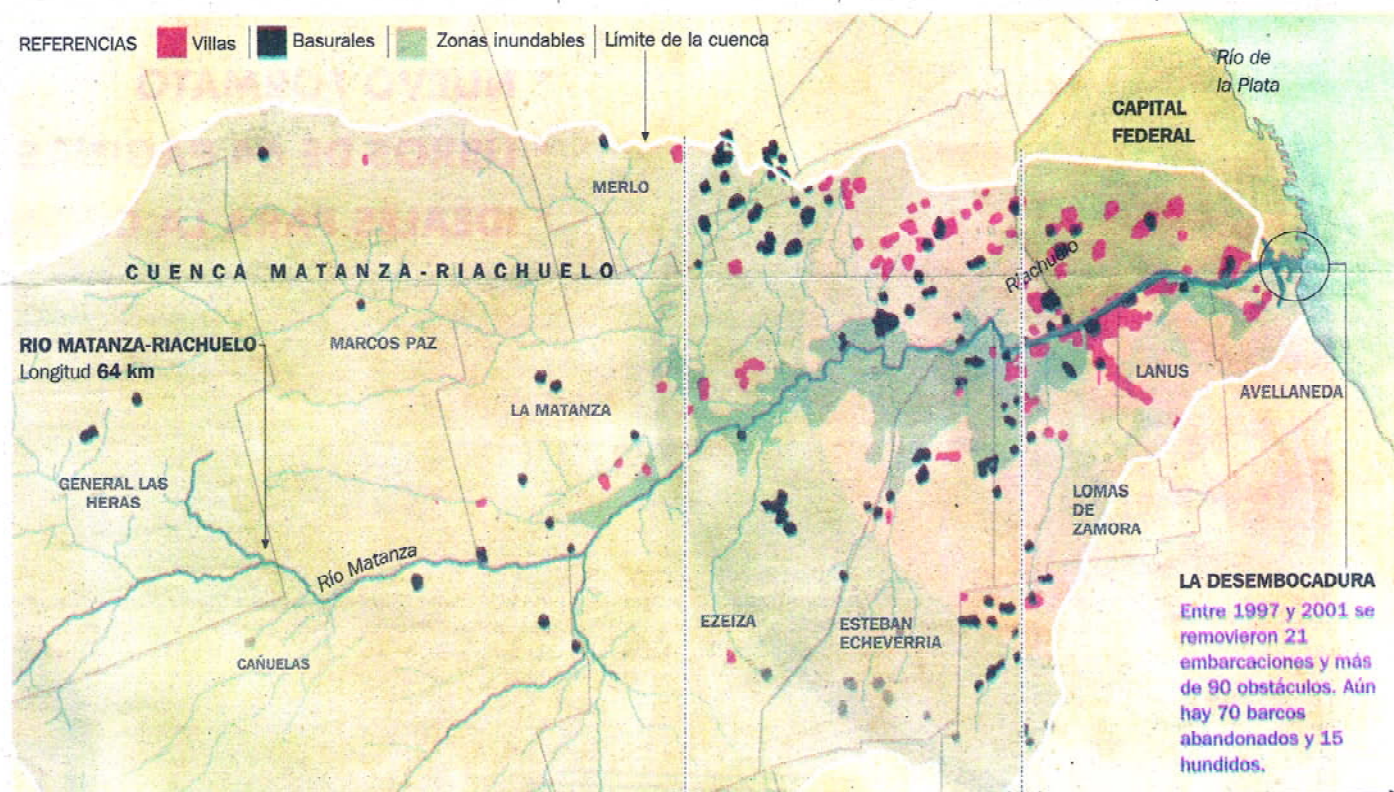 REFERENCIAS Villas Basurales Zonas inundables Límite de la cuenca
Río de
la Plata
CAPITAL
FEDERAL
MERLO
CUENCA MATANZA-RIACHUELO
Riachuelo
RIO MATANZA-RIACHUELO
Longitud 64 km
MARCOS PAZ
LA MATANZA
LANUS
AVELLANEDA
GENERAL LAS
HERAS
LOMAS
DE
ZAMORA
Río Matanza
CAÑUELAS
EZEIZA
ESTEBAN
ECHEVERRIA
LA DESEMBOCADURA
Entre 1997 y 2001 se
removieron 21
embarcaciones y más
de 90 obstáculos. Aún
hay 70 barcos
abandonados y 15
hundidos.